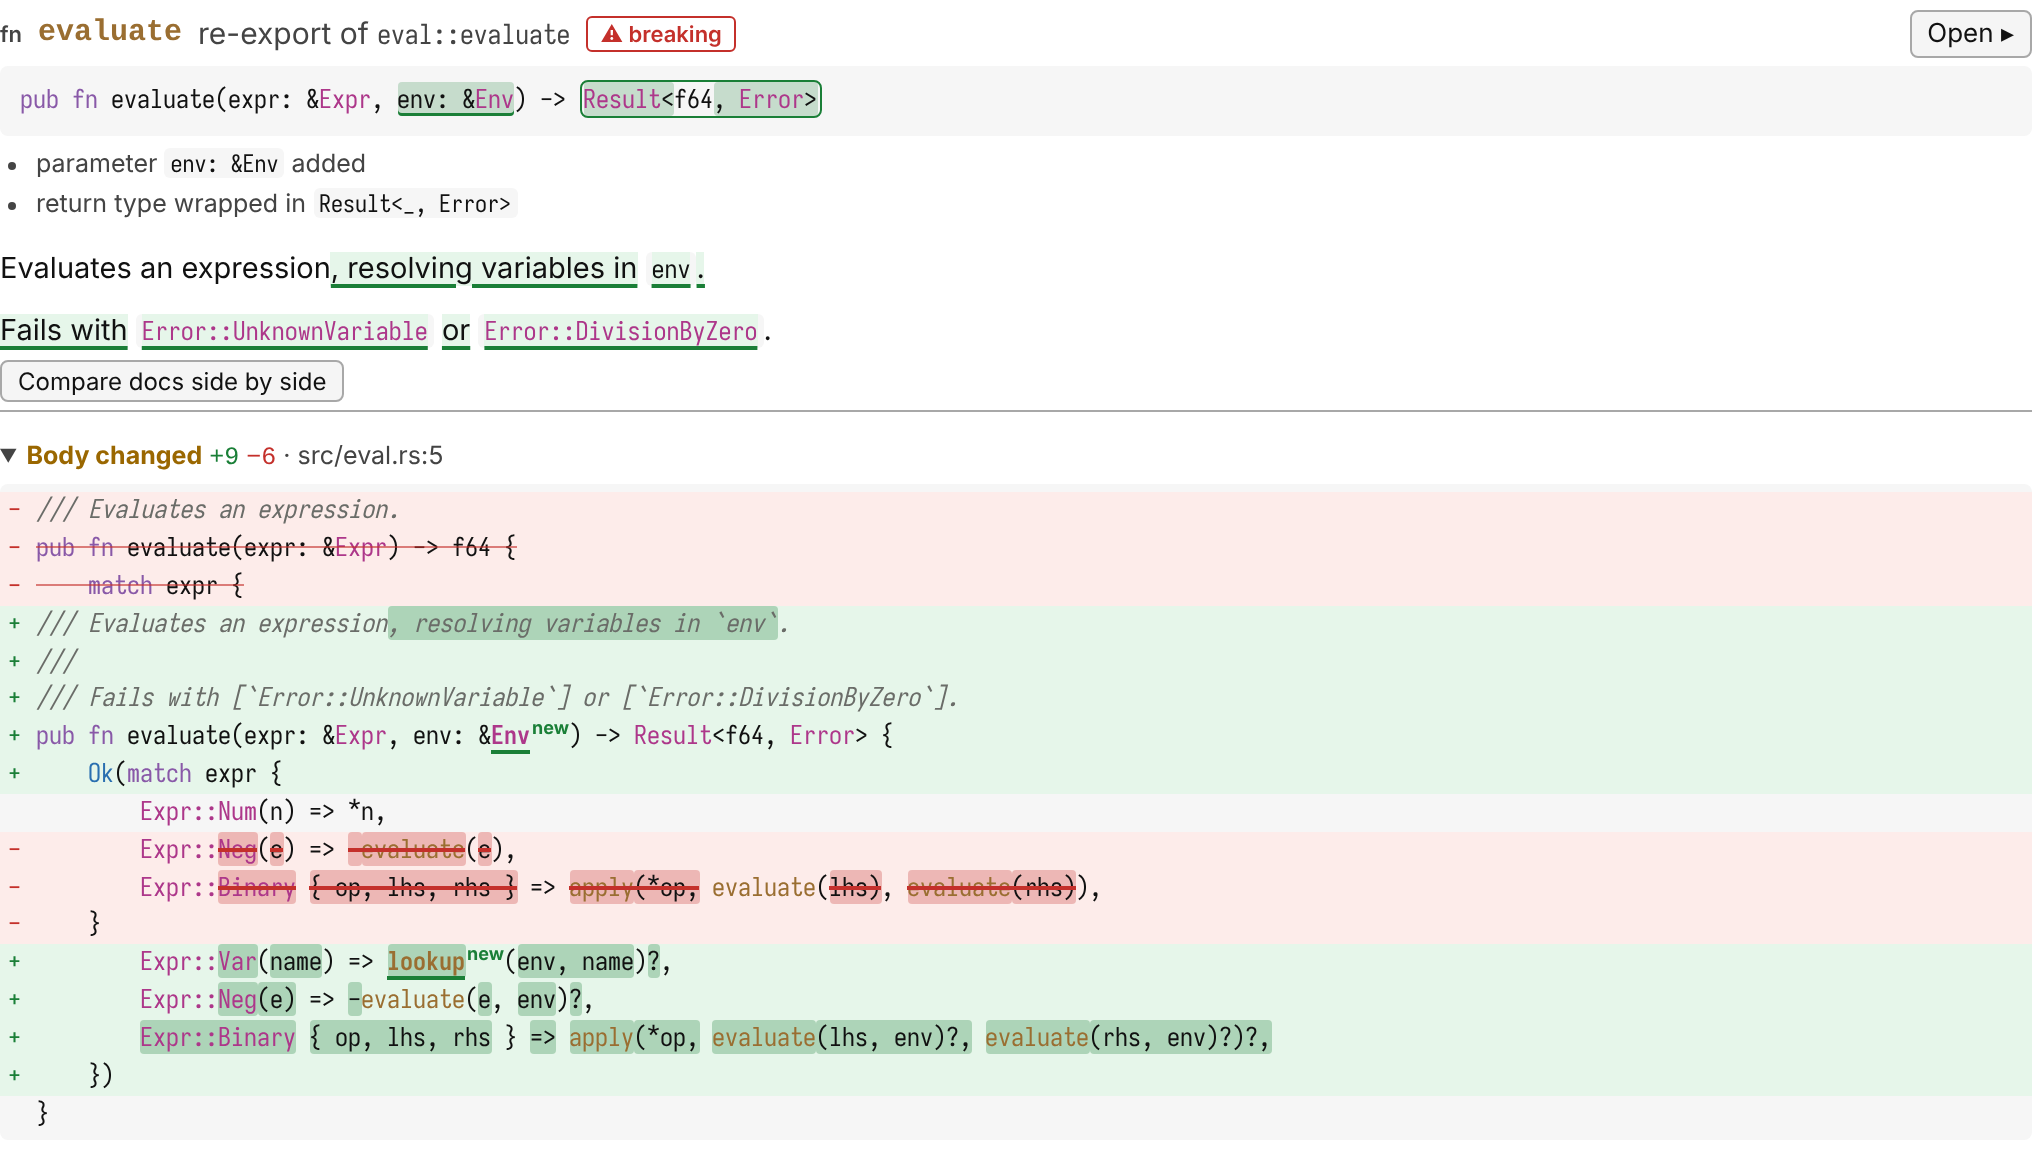 fn evaluate re-export of eval::evaluate ⚠ breaking Open ▸
pub fn evaluate(expr: &Expr, env: &Env) -> Result<f64, Error>
• parameter env: &Env added
• return type wrapped in Result<_, Error>
Evaluates an expression, resolving variables in env.
Fails with Error::UnknownVariable or Error::DivisionByZero.
Compare docs side by side
▼ Body changed +9 −6 · src/eval.rs:5
− /// Evaluates an expression.
− pub fn evaluate(expr: &Expr) -> f64 {
−     match expr {
+ /// Evaluates an expression, resolving variables in `env`.
+ ///
+ /// Fails with [`Error::UnknownVariable`] or [`Error::DivisionByZero`].
+ pub fn evaluate(expr: &Expr, env: &Env new) -> Result<f64, Error> {
+     Ok(match expr {
        Expr::Num(n) => *n,
−         Expr::Neg(e) => -evaluate(e),
−         Expr::Binary { op, lhs, rhs } => apply(*op, evaluate(lhs), evaluate(rhs)),
−     }
+         Expr::Var(name) => lookup new(env, name)?,
+         Expr::Neg(e) => -evaluate(e, env)?,
+         Expr::Binary { op, lhs, rhs } => apply(*op, evaluate(lhs, env)?, evaluate(rhs, env)?)?,
+     })
}